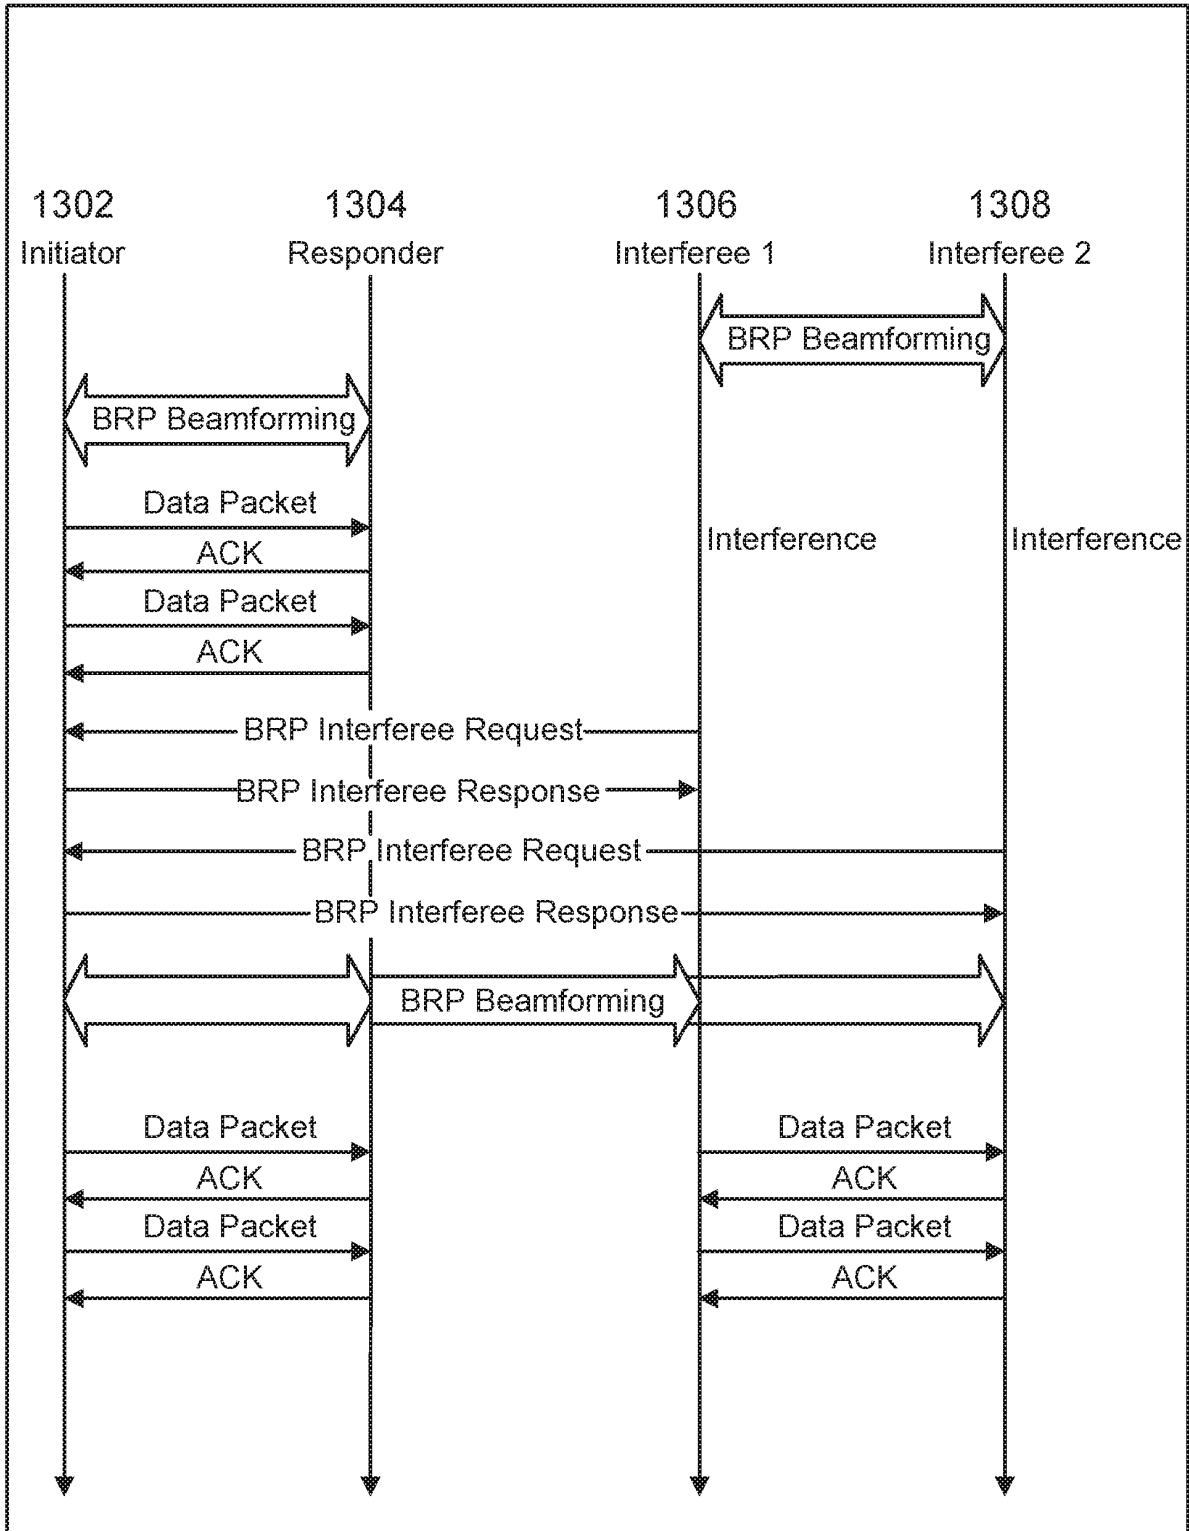 1302 1304 1306 1308
Initiator Responder Interferee 1 Interferee 2
BRP Beamforming
BRP Beamforming
Data Packet
Interference Interference
ACK
Data Packet
ACK
BRP Interferee Request
BRP Interferee Response
BRP Interferee Request
BRP Interferee Response
BRP Beamforming
Data Packet Data Packet
ACK ACK
Data Packet Data Packet
ACK ACK